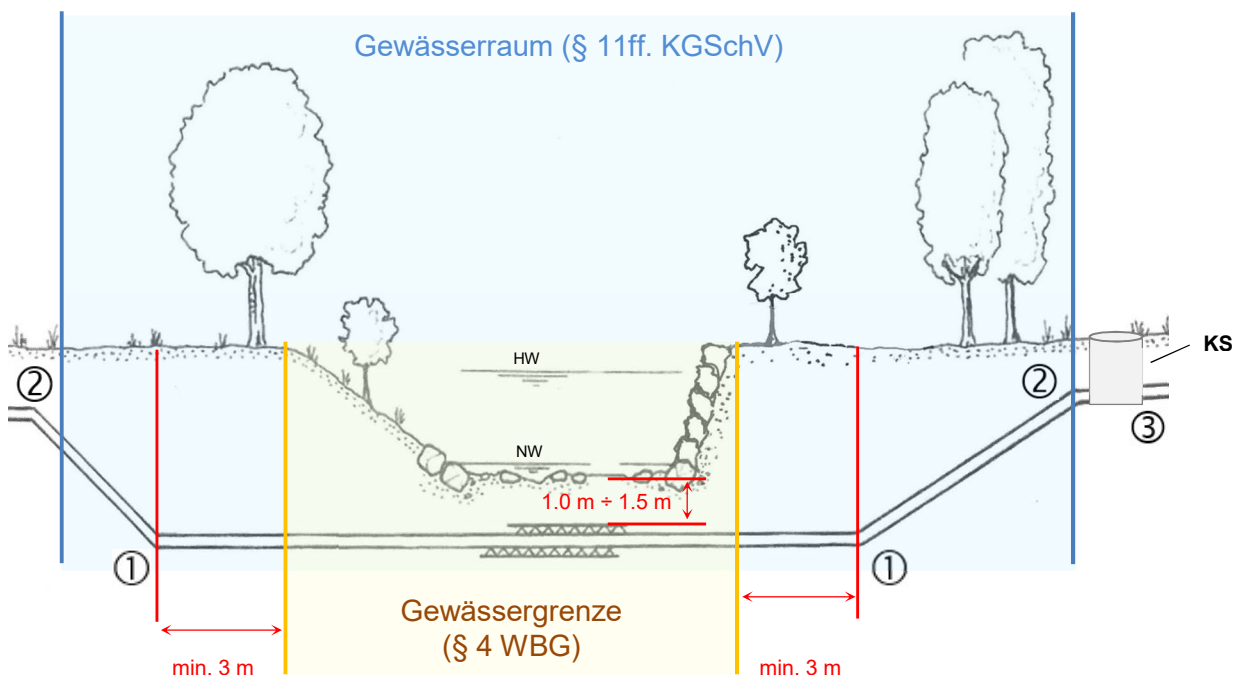 Gewässerraum (§ 11ff. KGSchV)
HW
KS
②
②
③
NW
1.0 m ÷ 1.5 m
①
①
Gewässergrenze
(§ 4 WBG)
min. 3 m
min. 3 m